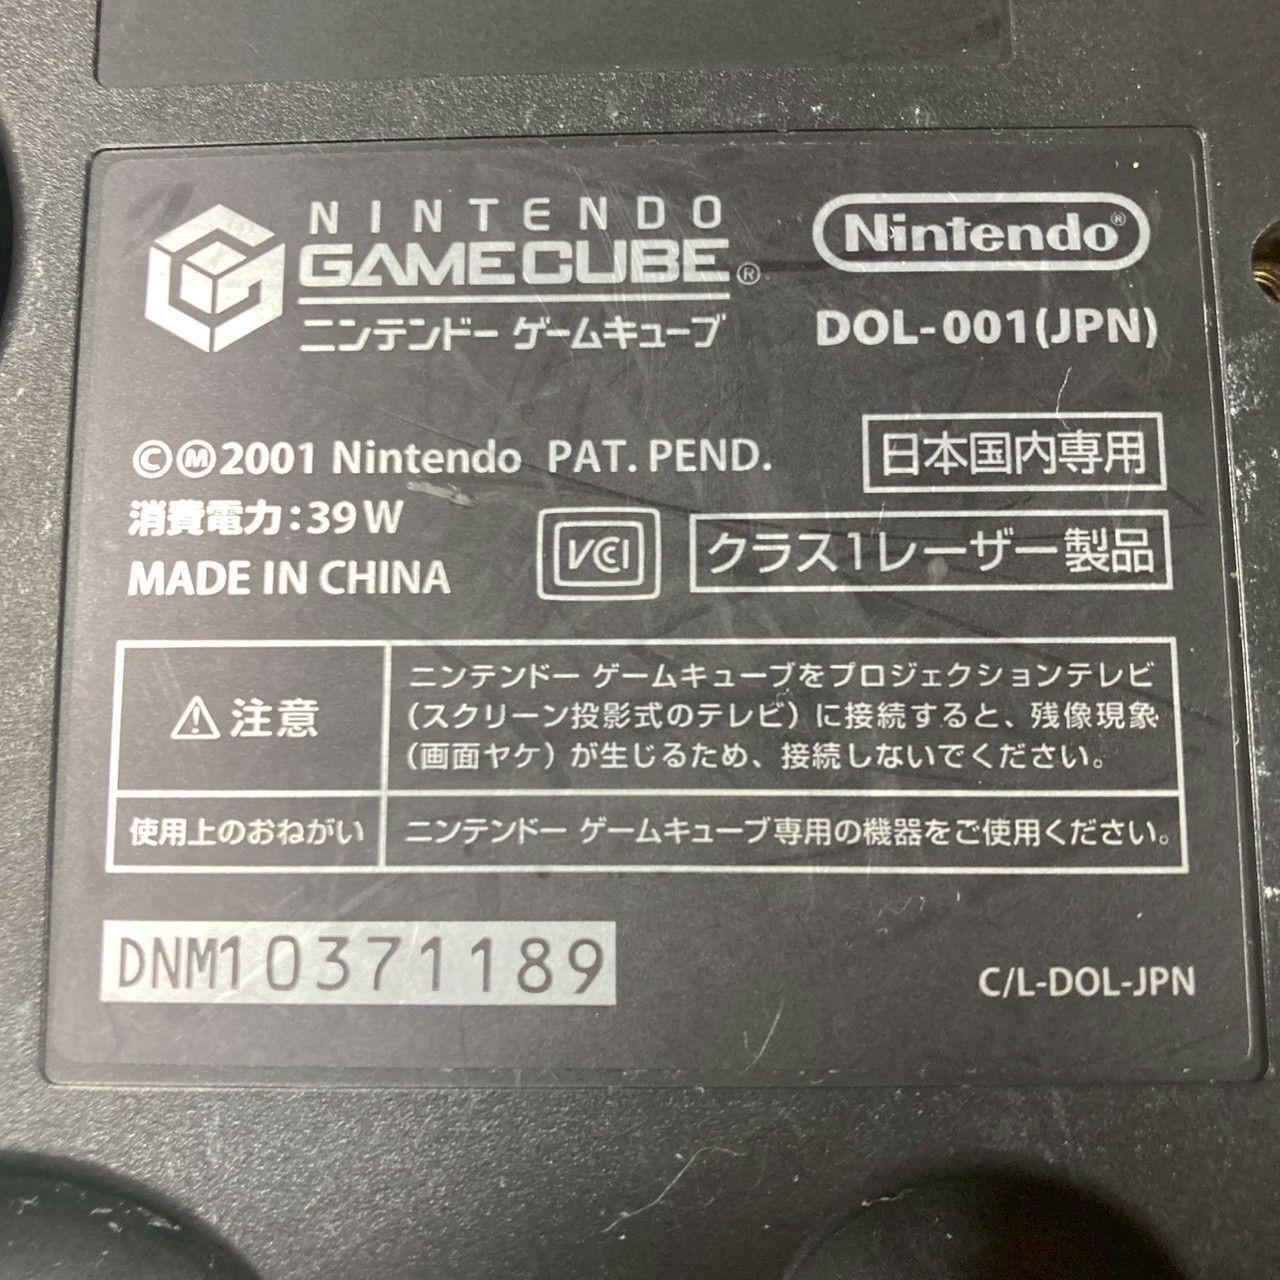 NINTENDO
GAMECUBE®
ニンテンドー ゲームキューブ
Nintendo®
DOL-001(JPN)
©Ⓜ2001 Nintendo PAT. PEND.
日本国内専用
消費電力:39W
MADE IN CHINA
VCCI
クラス1レーザー製品
⚠注意
ニンテンドー ゲームキューブをプロジェクションテレビ
(スクリーン投影式のテレビ)に接続すると、残像現象
(画面ヤケ)が生じるため、接続しないでください。
使用上のおねがい
ニンテンドー ゲームキューブ専用の機器をご使用ください。
DNM10371189
C/L-DOL-JPN